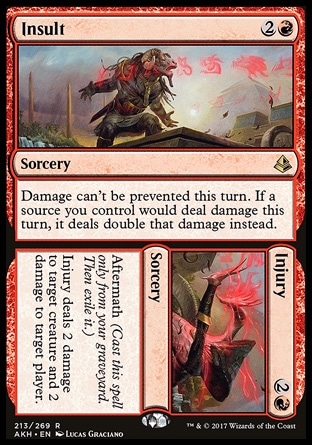 Insult 2
Sorcery
Damage can't be prevented this turn. If a
source you control would deal damage this
turn, it deals double that damage instead.
Injury 2
Sorcery
Aftermath (Cast this spell
only from your graveyard.
Then exile it.)
Injury deals 2 damage
to target creature and 2
damage to target player.
213/269 R
AKH • EN LUCAS GRACIANO
™ & © 2017 Wizards of the Coast